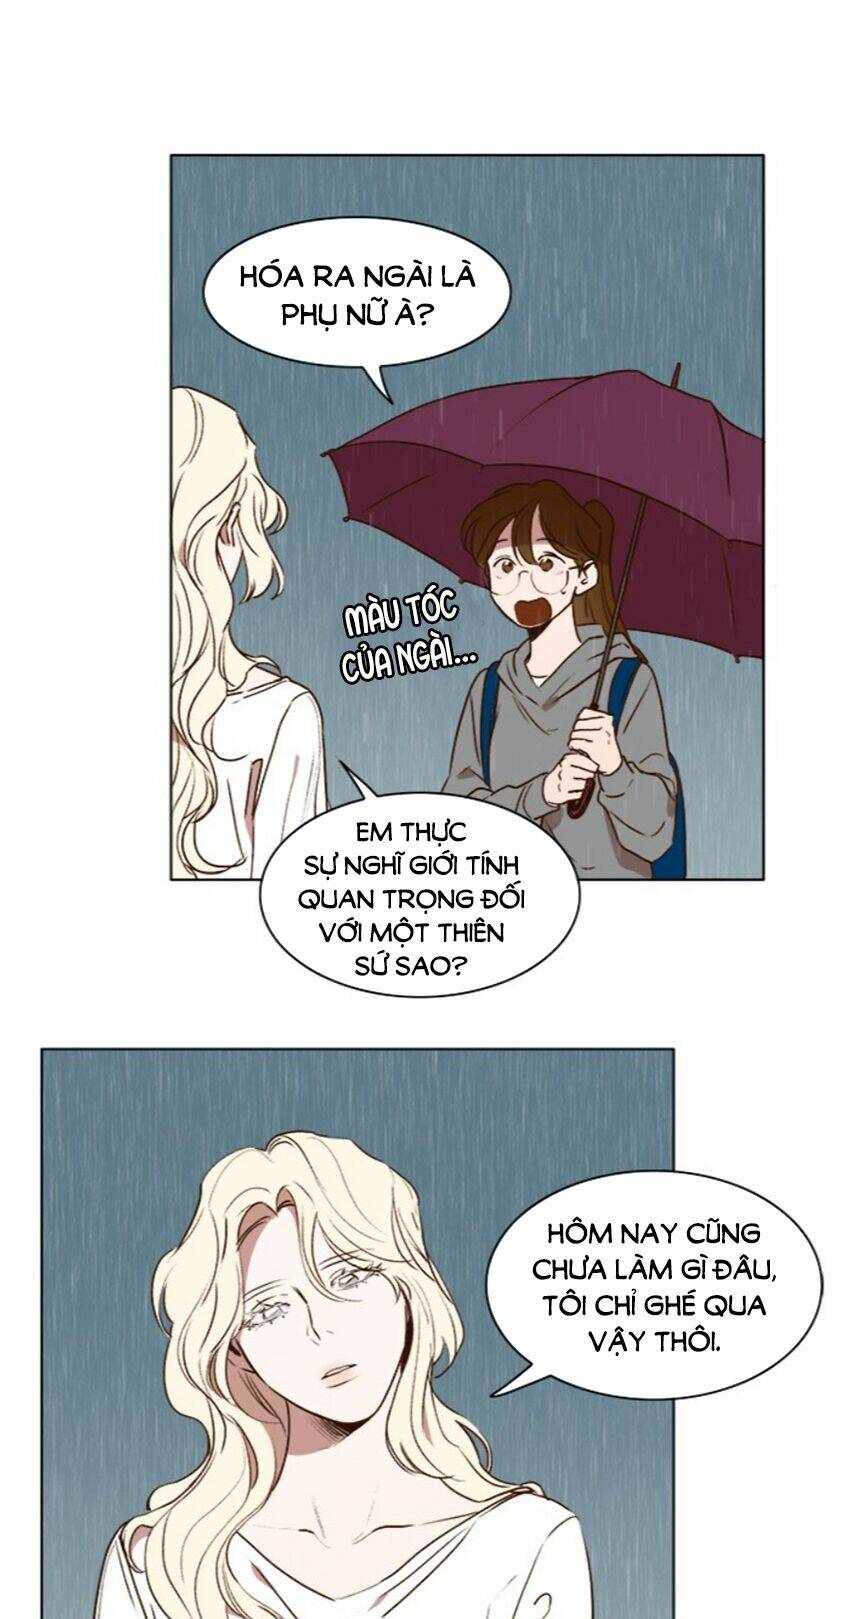 HÓA RA NGÀI LÀ
PHỤ NỮ À?
MÀU TÓC
CỦA NGÀI...
EM THỰC
SỰ NGHĨ GIỚI TÍNH
QUAN TRỌNG ĐỐI
VỚI MỘT THIÊN
SỨ SAO?
HÔM NAY CŨNG
CHƯA LÀM GÌ ĐÂU,
TÔI CHỈ GHÉ QUA
VẬY THÔI.